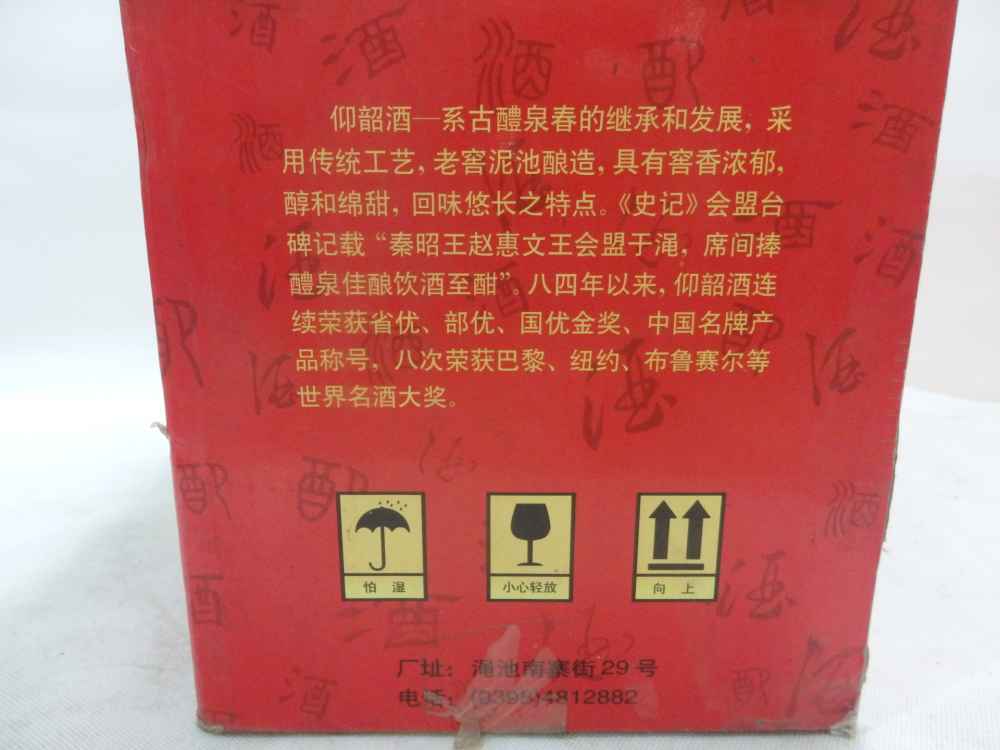 仰韶酒—系古醴泉春的继承和发展，采
用传统工艺，老窖泥池酿造，具有窖香浓郁，
醇和绵甜，回味悠长之特点。《史记》会盟台
碑记载“秦昭王赵惠文王会盟于渑，席间捧
醴泉佳酿饮酒至酣”，八四年以来，仰韶酒连
续荣获省优、部优、国优金奖、中国名牌产
品称号，八次荣获巴黎、纽约、布鲁赛尔等
世界名酒大奖。
怕 湿
小心轻放
向 上
厂址：渑池南寨街29号
电话：(0398)4812882